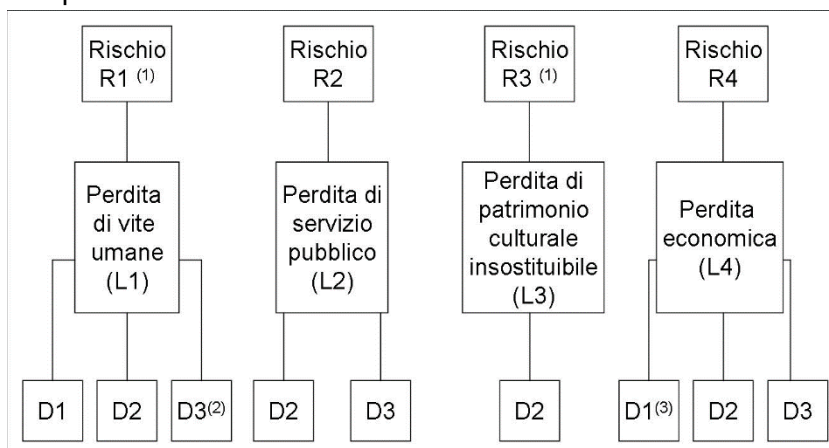 Rischio
R1 (1)
Rischio
R2
Rischio
R3 (1)
Rischio
R4
Perdita
di vite
umane
(L1)
Perdita di
servizio
pubblico
(L2)
Perdita di
patrimonio
culturale
insostituibile
(L3)
Perdita
economica
(L4)
D1
D2
D3(2)
D2
D3
D2
D1(3)
D2
D3